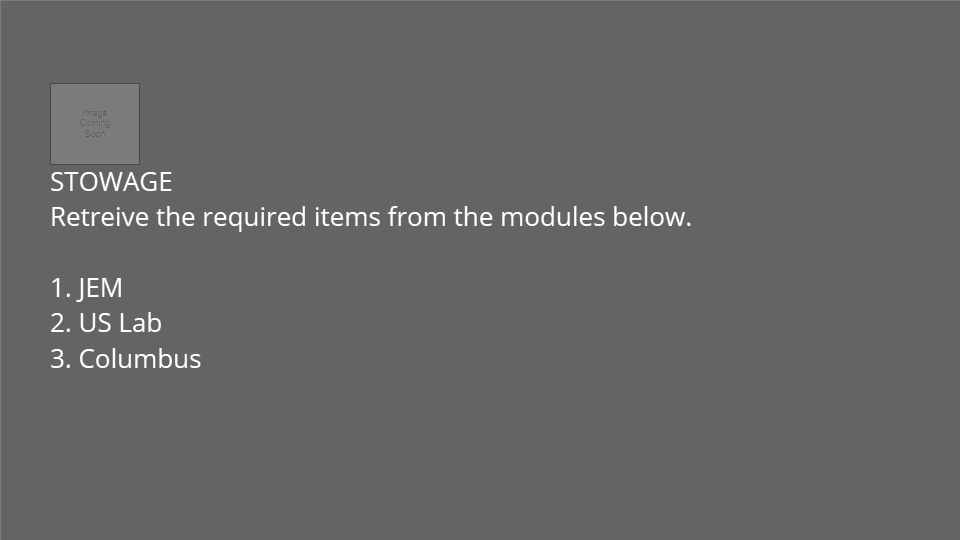 Image
Coming
Soon
STOWAGE
Retreive the required items from the modules below.
1. JEM
2. US Lab
3. Columbus